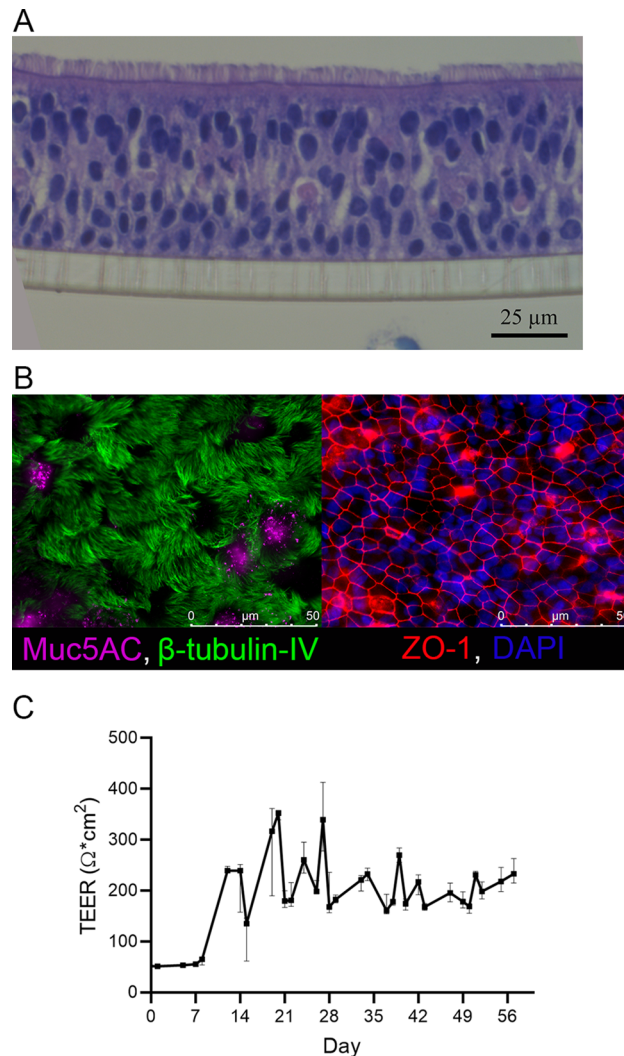 A
25 µm
B
0 µm 50
0 µm 50
Muc5AC, β-tubulin-IV
ZO-1, DAPI
C
500
400
300
200
100
0
TEER (Ω*cm²)
0 7 14 21 28 35 42 49 56
Day